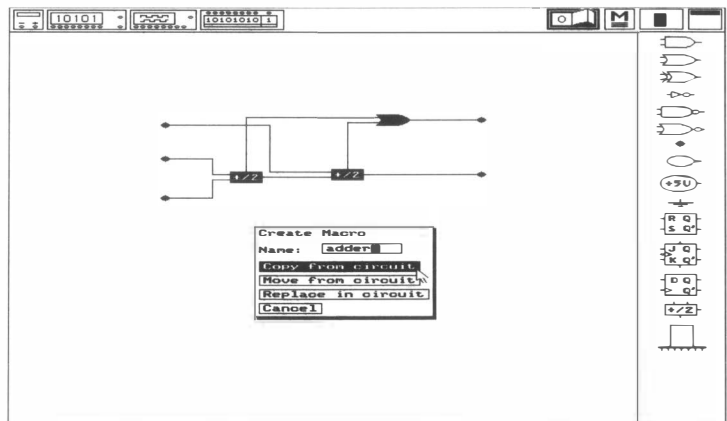 10101
10101010 1
M
+/2
+/2
Create Macro
Name: adder
Copy from circuit
Move from circuit
Replace in circuit
Cancel
+5V
R Q
S Q'
J Q
K Q'
D Q
Q'
+/2